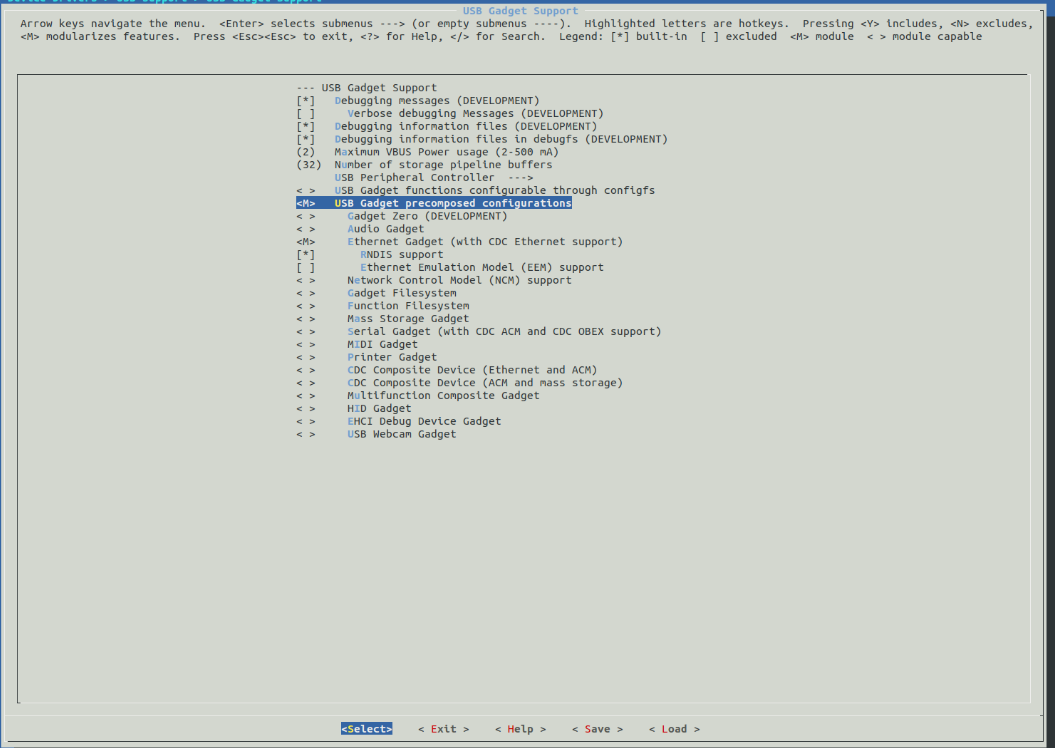 USB Gadget Support
Arrow keys navigate the menu. <Enter> selects submenus ---> (or empty submenus ----). Highlighted letters are hotkeys. Pressing <Y> includes, <N> excludes,
<M> modularizes features. Press <Esc><Esc> to exit, <?> for Help, </> for Search. Legend: [*] built-in [ ] excluded <M> module < > module capable
--- USB Gadget Support
[*] Debugging messages (DEVELOPMENT)
[ ] Verbose debugging Messages (DEVELOPMENT)
[*] Debugging information files (DEVELOPMENT)
[*] Debugging information files in debugfs (DEVELOPMENT)
(2) Maximum VBUS Power usage (2-500 mA)
(32) Number of storage pipeline buffers
USB Peripheral Controller --->
< > USB Gadget functions configurable through configfs
<M> USB Gadget precomposed configurations
< > Gadget Zero (DEVELOPMENT)
< > Audio Gadget
<M> Ethernet Gadget (with CDC Ethernet support)
[*] RNDIS support
[ ] Ethernet Emulation Model (EEM) support
< > Network Control Model (NCM) support
< > Gadget Filesystem
< > Function Filesystem
< > Mass Storage Gadget
< > Serial Gadget (with CDC ACM and CDC OBEX support)
< > MIDI Gadget
< > Printer Gadget
< > CDC Composite Device (Ethernet and ACM)
< > CDC Composite Device (ACM and mass storage)
< > Multifunction Composite Gadget
< > HID Gadget
< > EHCI Debug Device Gadget
< > USB Webcam Gadget
<Select> < Exit > < Help > < Save > < Load >